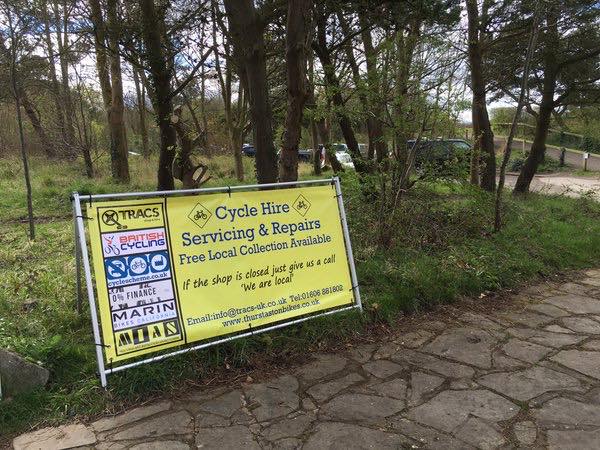 TRACS
BRITISH
CYCLING
cyclescheme.co.uk
0% FINANCE
MARIN
BIKES CALIFORNIA
Cycle Hire
Servicing & Repairs
Free Local Collection Available
If the shop is closed just give us a call
'We are local'
Email:info@tracs-uk.co.uk Tel:01606 881802
www.thurstastonbikes.co.uk